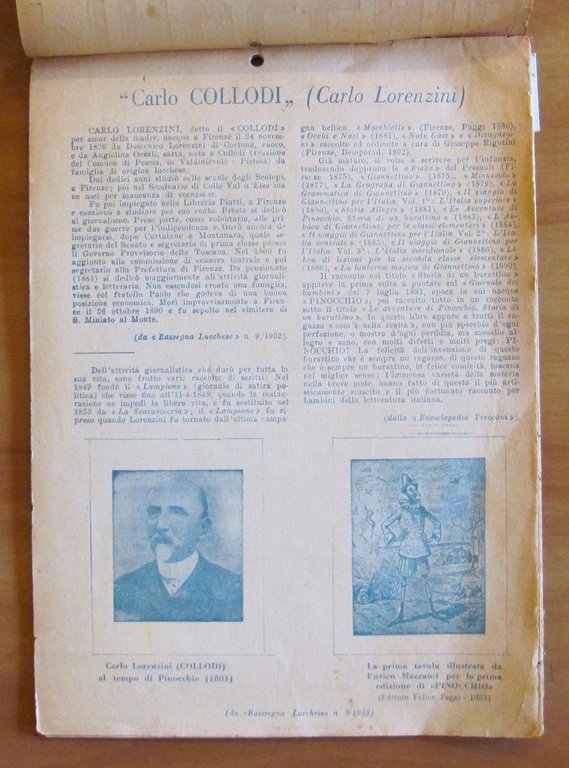 “Carlo COLLODI„ (Carlo Lorenzini)
CARLO LORENZINI, detto il «COLLODI»
per amor della madre, nacque a Firenze il 24 novem-
bre 1826 da Domenico Lorenzini di Cortona, cuoco,
e da Angiolina Orzali, sarta, nata a Collodi (frazione
del Comune di Pescia, in Valdinievole - Pistoia) da
famiglia di origine lucchese.
Dai dodici anni studiò nelle scuole degli Scolopi,
a Firenze; poi nel Seminario di Colle Val d'Elsa ma
ne uscì per mancanza di vocazione.
Fu poi impiegato nella Libreria Piatti, a Firenze
e continuò a studiare per suo conto. Presto si dedicò
al giornalismo. Prese parte, come volontario, alle pri-
me due guerre per l'indipendenza e trovò ancora di
impiegarsi, dopo Curtatone e Montanara, quale se-
gretario del Senato e segretario di prima classe presso
il Governo Provvisorio della Toscana. Nel 1860 fu
aggiunto alla commissione di censura teatrale e poi
segretario alla Prefettura di Firenze. Da pensionato
(1881) si dedicò maggiormente all'attività giornali-
stica e letteraria. Non essendosi creato una famiglia,
visse col fratello Paolo che godeva di una buona
posizione economica. Morì improvvisamente a Firen-
ze il 26 ottobre 1890 e fu sepolto nel cimitero di
S. Miniato al Monte.
(da «Rassegna Lucchese» n. 9/1952).
Dell'attività giornalistica che durò per tutta la
sua vita, sono frutto varie raccolte di scritti: Nel
1849 fondò il «Lampione» (giornale di satira poli-
tica) che visse fino all'11-4-1849, quando la restaura-
zione ne impedì la libera vita, e fu sostituito nel
1853 da «La Scaramuccia»; il «Lampione» fu ri-
preso quando Lorenzini fu tornato dall'ultima campa-
gna bellica. «Macchiette» (Firenze, Paggi 1880),
«Occhi e Nasi» (1881), «Note Gaie» e «Divagazio-
ni» raccolte ed ordinate a cura di Giuseppe Rigutini
(Firenze, Bemporad, 1892).
Già maturo, si volse a scrivere per l'infanzia,
traducendo dapprima le «Fiabe» del Perrault (Fi-
renze 1875), «Giannettino» (1875), «Minuzzolo»
(1877), «La Geografia di Giannettino» (1879), «La
Grammatica di Giannettino» (1879), «Il viaggio di
Giannettino per l'Italia. Vol. 1°: L'Italia superiore»
(1880), «Storie Allegre» (1881), «Le Avventure di
Pinocchio. Storia di un burattino» (1883), «L'Ab-
baco di Giannettino, per le classi elementari» (1884),
«Il viaggio di Giannettino per l'Italia. Vol. 2°: L'Ita-
lia centrale» (1885), «Il viaggio di Giannettino per
l'Italia. Vol. 3°: L'Italia meridionale» (1886), «Li-
bro di lezioni per la seconda classe elementare»
(1889), «La lanterna magica di Giannettino» (1890).
Il racconto col titolo «Storia di un burattino»
apparve la prima volta a puntate sul «Giornale dei
bambini» dal 7 luglio 1881, epoca in cui nacque
«PINOCCHIO», poi raccolto tutto in un racconto
sotto il titolo «Le avventure di Pinocchio. Storia di
un burattino». In questo libro appare a tratti il ra-
gazzo «com'è nella realtà», non più specchio d'ogni
perfezione, o mostro d'ogni perfidia, ma monello al-
legro e sano, con molti difetti e molti pregi: PI-
NOCCHIO! La felicità dell'invenzione di questo
burattino che è sempre un ragazzo, di questo ragazzo
che è sempre un burattino, la felice comicità, toscana
nel miglior senso; l'immensa varietà della materia
nella breve mole, hanno fatto di questo il più arti-
sticamente riuscito e il più fortunato racconto per
bambini della letteratura italiana.
(dalla «Enciclopedia Treccani»).
Carlo Lorenzini (COLLODI)
al tempo di Pinocchio (1881)
La prima tavola illustrata da
Enrico Mazzanti per la prima
edizione di «PINOCCHIO»
(Editore Felice Paggi - 1883)
(da «Rassegna Lucchese» n. 9/1952)